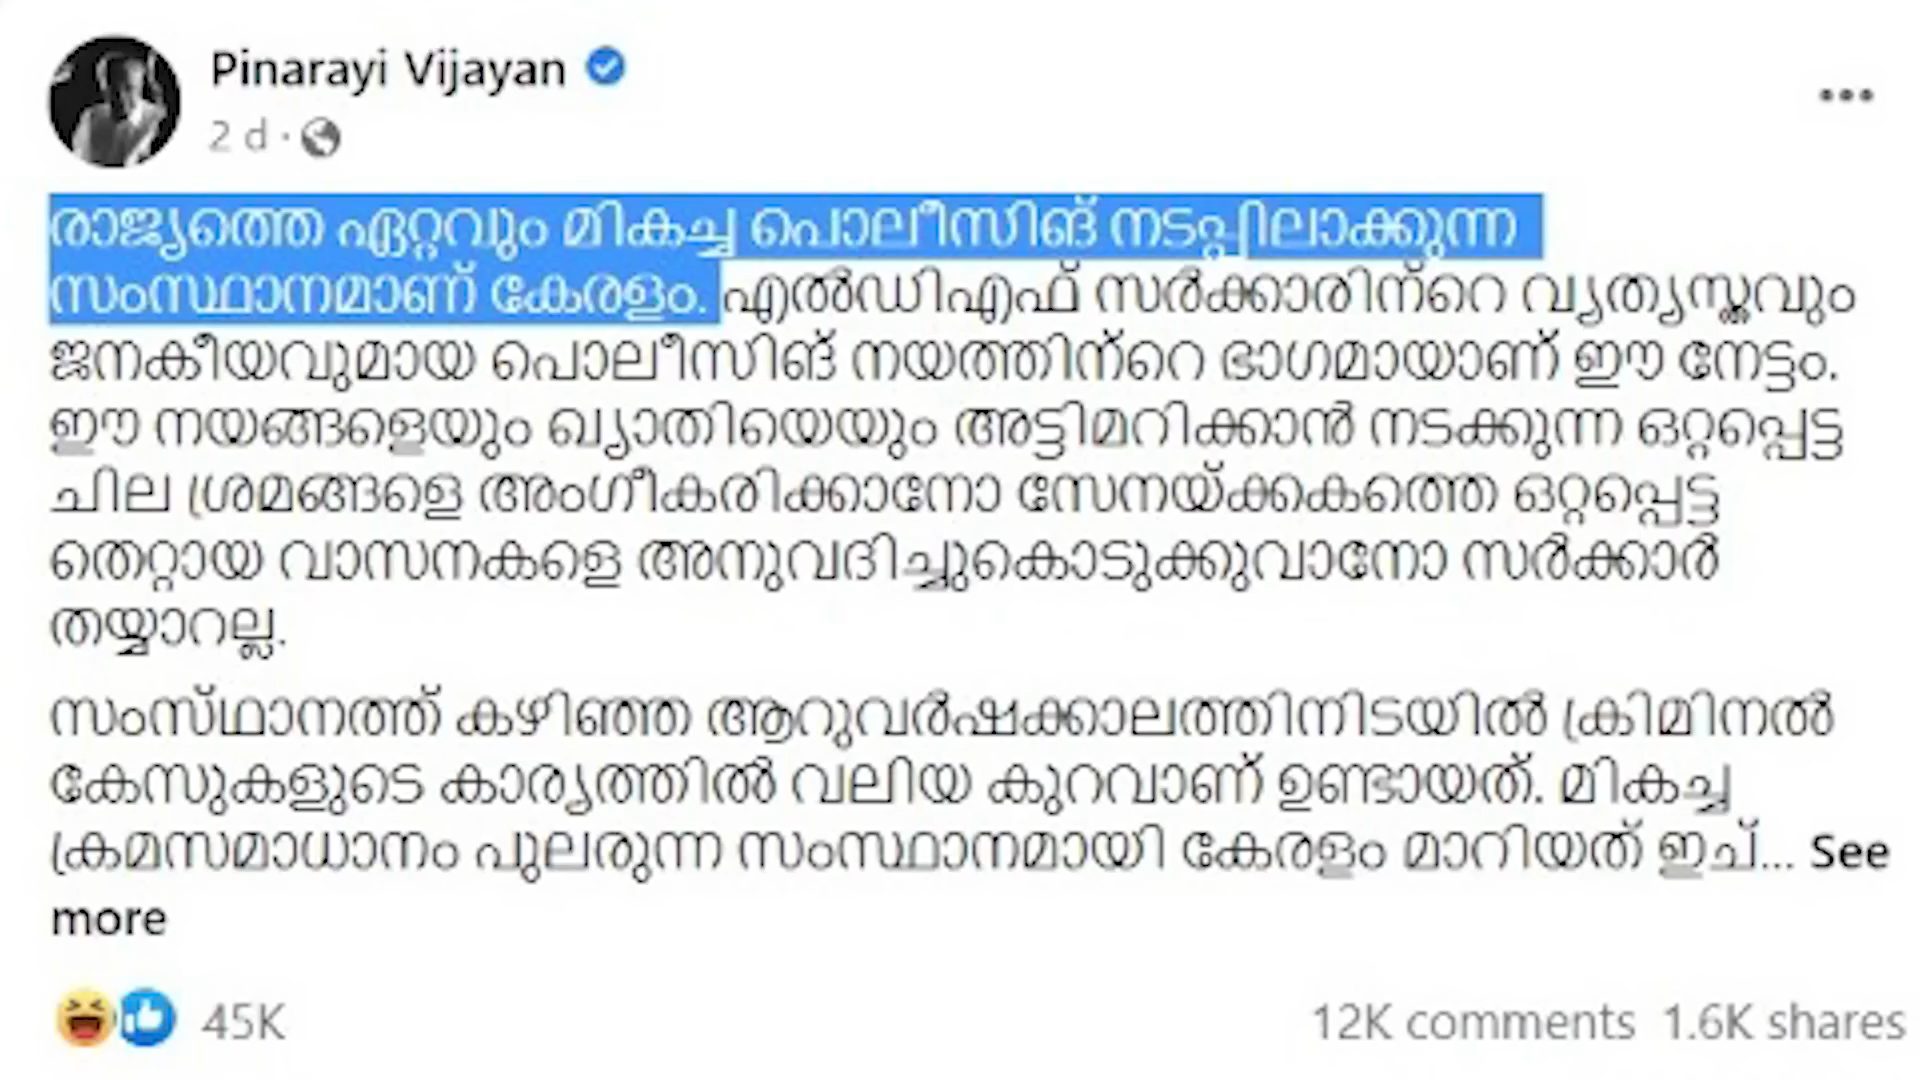 Pinarayi Vijayan
2 d ·
രാജ്യത്തെ ഏറ്റവും മികച്ച പൊലീസിങ് നടപ്പിലാക്കുന്ന
സംസ്ഥാനമാണ് കേരളം. എൽഡിഎഫ് സർക്കാരിന്റെ വ്യത്യസ്തവും
ജനകീയവുമായ പൊലീസിങ് നയത്തിന്റെ ഭാഗമായാണ് ഈ നേട്ടം.
ഈ നയങ്ങളെയും ഖ്യാതിയെയും അട്ടിമറിക്കാൻ നടക്കുന്ന ഒറ്റപ്പെട്ട
ചില ശ്രമങ്ങളെ അംഗീകരിക്കാനോ സേനയ്ക്കകത്തെ ഒറ്റപ്പെട്ട
തെറ്റായ വാസനകളെ അനുവദിച്ചുകൊടുക്കുവാനോ സർക്കാർ
തയ്യാറല്ല.
സംസ്‌ഥാനത്ത് കഴിഞ്ഞ ആറുവർഷക്കാലത്തിനിടയിൽ ക്രിമിനൽ
കേസുകളുടെ കാര്യത്തിൽ വലിയ കുറവാണ് ഉണ്ടായത്. മികച്ച
ക്രമസമാധാനം പുലരുന്ന സംസ്ഥാനമായി കേരളം മാറിയത് ഇച്... See
more
45K
12K comments 1.6K shares